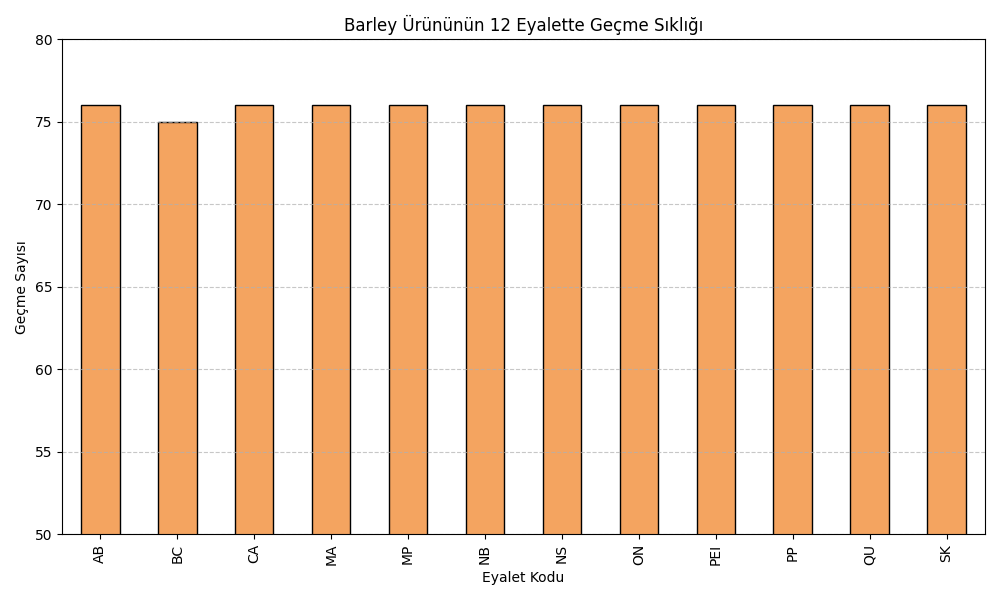 Barley Ürününün 12 Eyalette Geçme Sıklığı
80
75
70
65
60
55
50
Geçme Sayısı
AB BC CA MA MP NB NS ON PEI PP QU SK
Eyalet Kodu